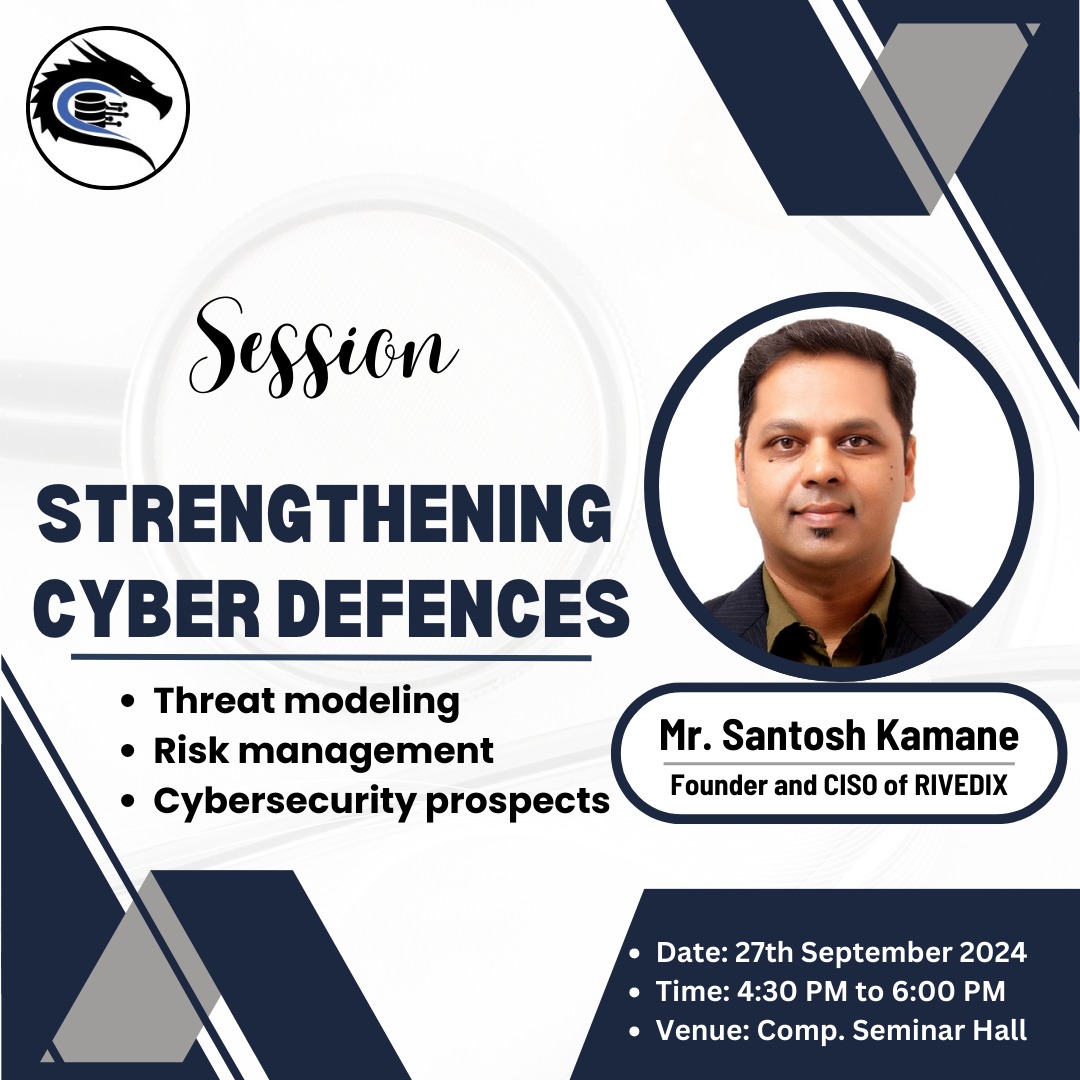 Session
STRENGTHENING
CYBER DEFENCES
• Threat modeling
• Risk management
• Cybersecurity prospects
Mr. Santosh Kamane
Founder and CISO of RIVEDIX
• Date: 27th September 2024
• Time: 4:30 PM to 6:00 PM
• Venue: Comp. Seminar Hall